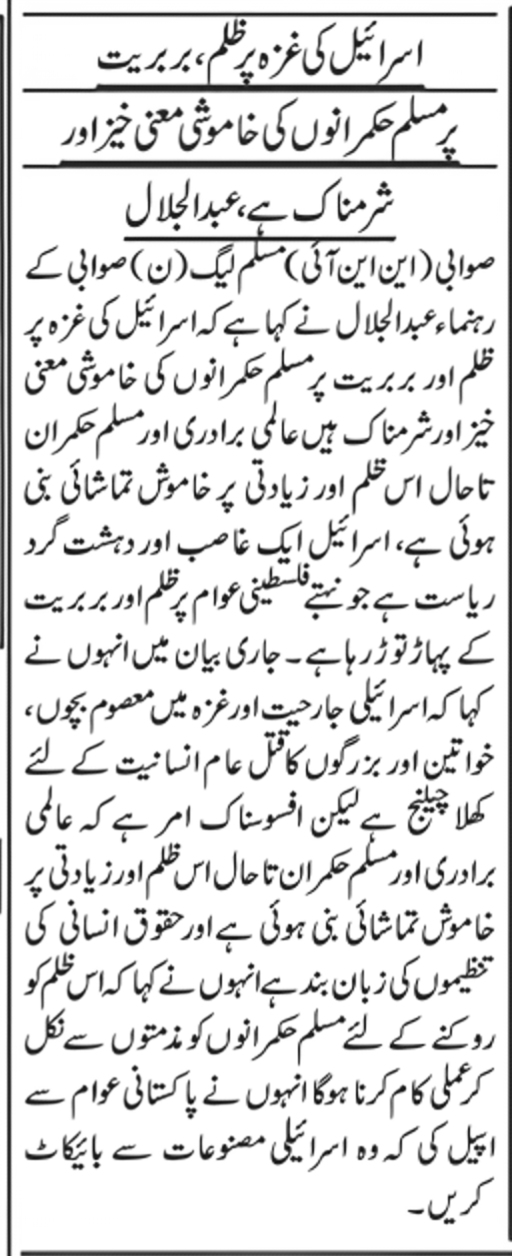 اسرائیل کی غزہ پر ظلم، بربریت
پر مسلم حکمرانوں کی خاموشی معنی خیز اور
شرمناک ہے، عبدالجلال
صوابی (این این آئی) مسلم لیگ (ن) صوابی کے
رہنماء عبدالجلال نے کہا ہے کہ اسرائیل کی غزہ پر
ظلم اور بربریت پر مسلم حکمرانوں کی خاموشی معنی
خیز اور شرمناک ہیں عالمی برادری اور مسلم حکمران
تاحال اس ظلم اور زیادتی پر خاموش تماشائی بنی
ہوئی ہے، اسرائیل ایک غاصب اور دہشت گرد
ریاست ہے جو نہتے فلسطینی عوام پر ظلم اور بربریت
کے پہاڑ توڑ رہا ہے۔ جاری بیان میں انہوں نے
کہا کہ اسرائیلی جارحیت اور غزہ میں معصوم بچوں،
خواتین اور بزرگوں کا قتل عام انسانیت کے لئے
کھلا چیلنج ہے لیکن افسوسناک امر ہے کہ عالمی
برادری اور مسلم حکمران تاحال اس ظلم اور زیادتی پر
خاموش تماشائی بنی ہوئی ہے اور حقوق انسانی کی
تنظیموں کی زبان بند ہے انہوں نے کہا کہ اس ظلم کو
روکنے کے لئے مسلم حکمرانوں کو مذمتوں سے نکل
کر عملی کام کرنا ہوگا انہوں نے پاکستانی عوام سے
اپیل کی کہ وہ اسرائیلی مصنوعات سے بائیکاٹ
کریں۔